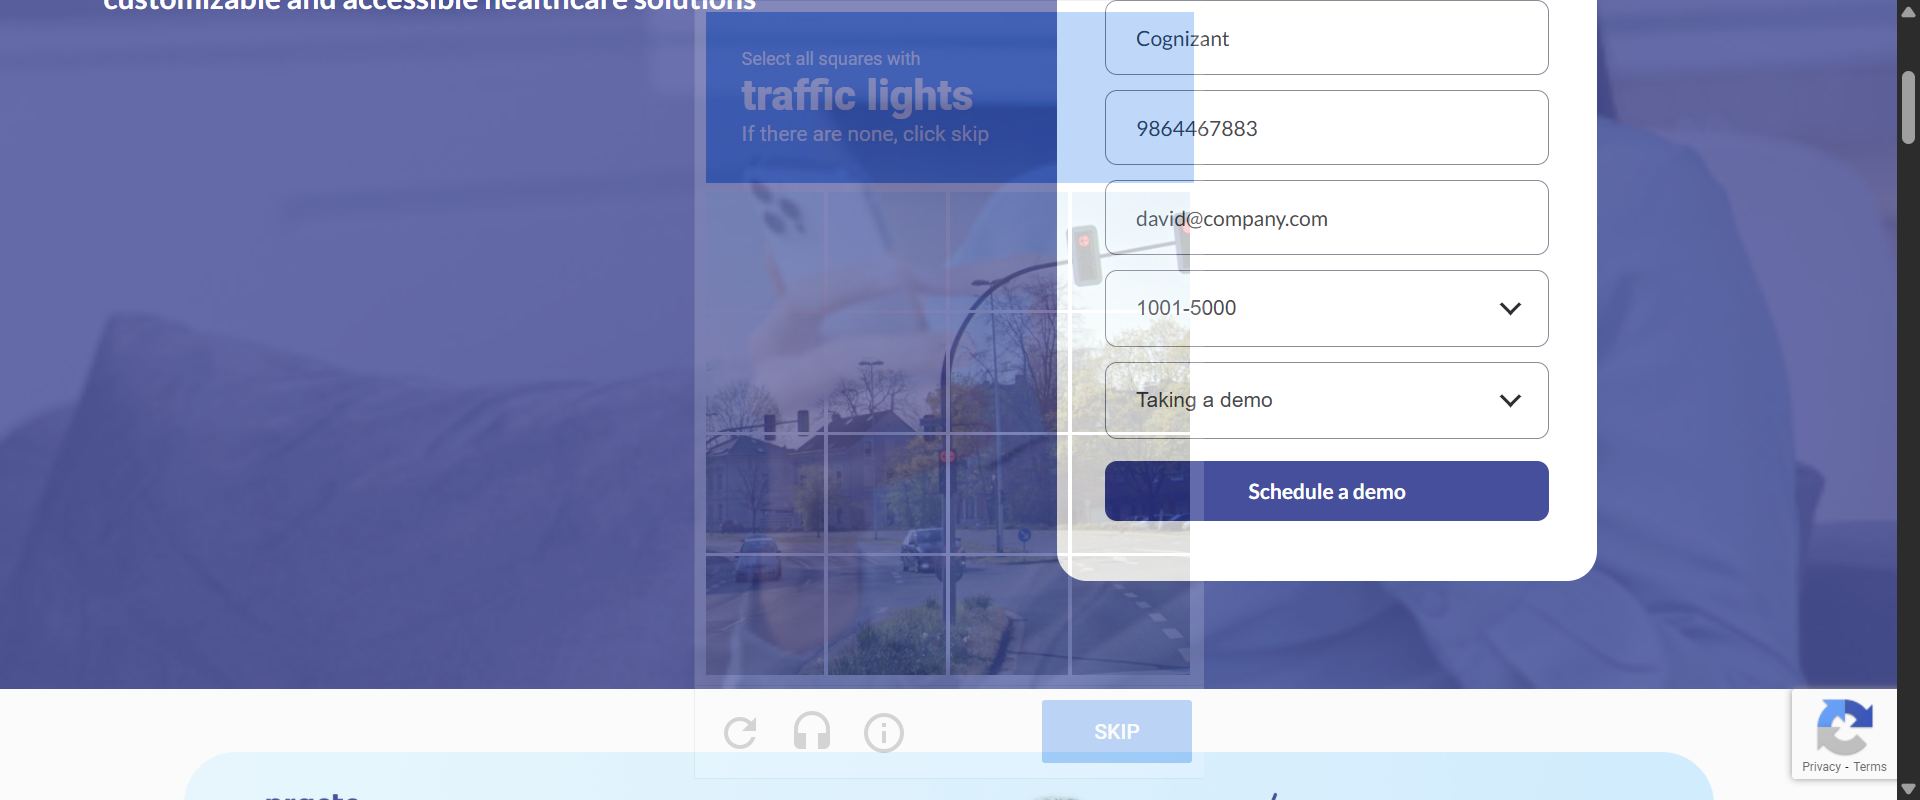 customizable and accessible healthcare solutions
Select all squares with
traffic lights
If there are none, click skip
Cognizant
9864467883
david@company.com
1001-5000
Taking a demo
Schedule a demo
SKIP
Privacy - Terms